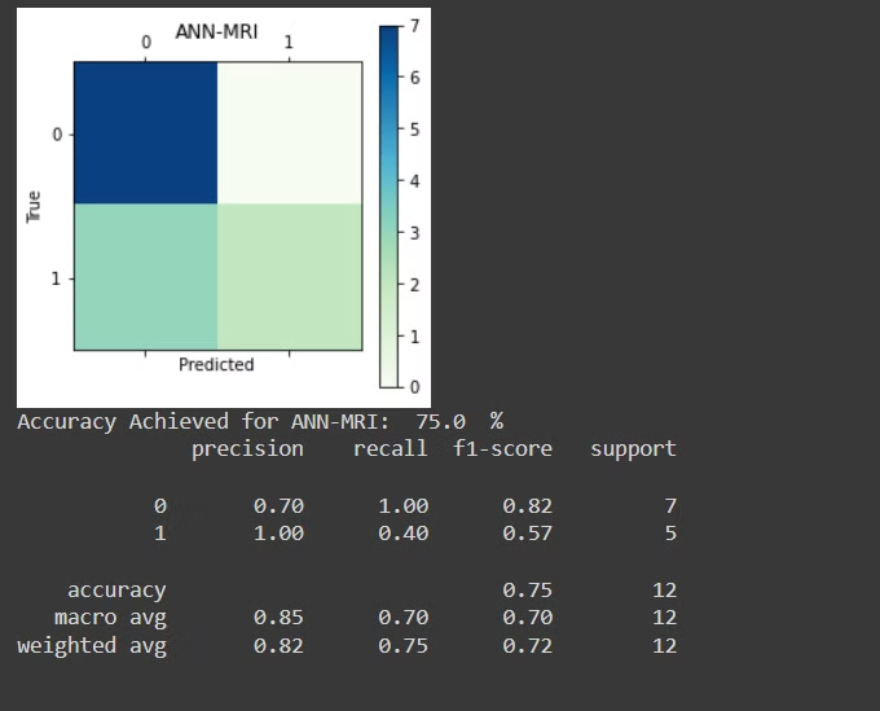 ANN-MRI
0 1
7
6
5
4
3
2
1
0
0
1
True
Predicted
Accuracy Achieved for ANN-MRI: 75.0 %
precision recall f1-score support
0 0.70 1.00 0.82 7
1 1.00 0.40 0.57 5
accuracy 0.75 12
macro avg 0.85 0.70 0.70 12
weighted avg 0.82 0.75 0.72 12